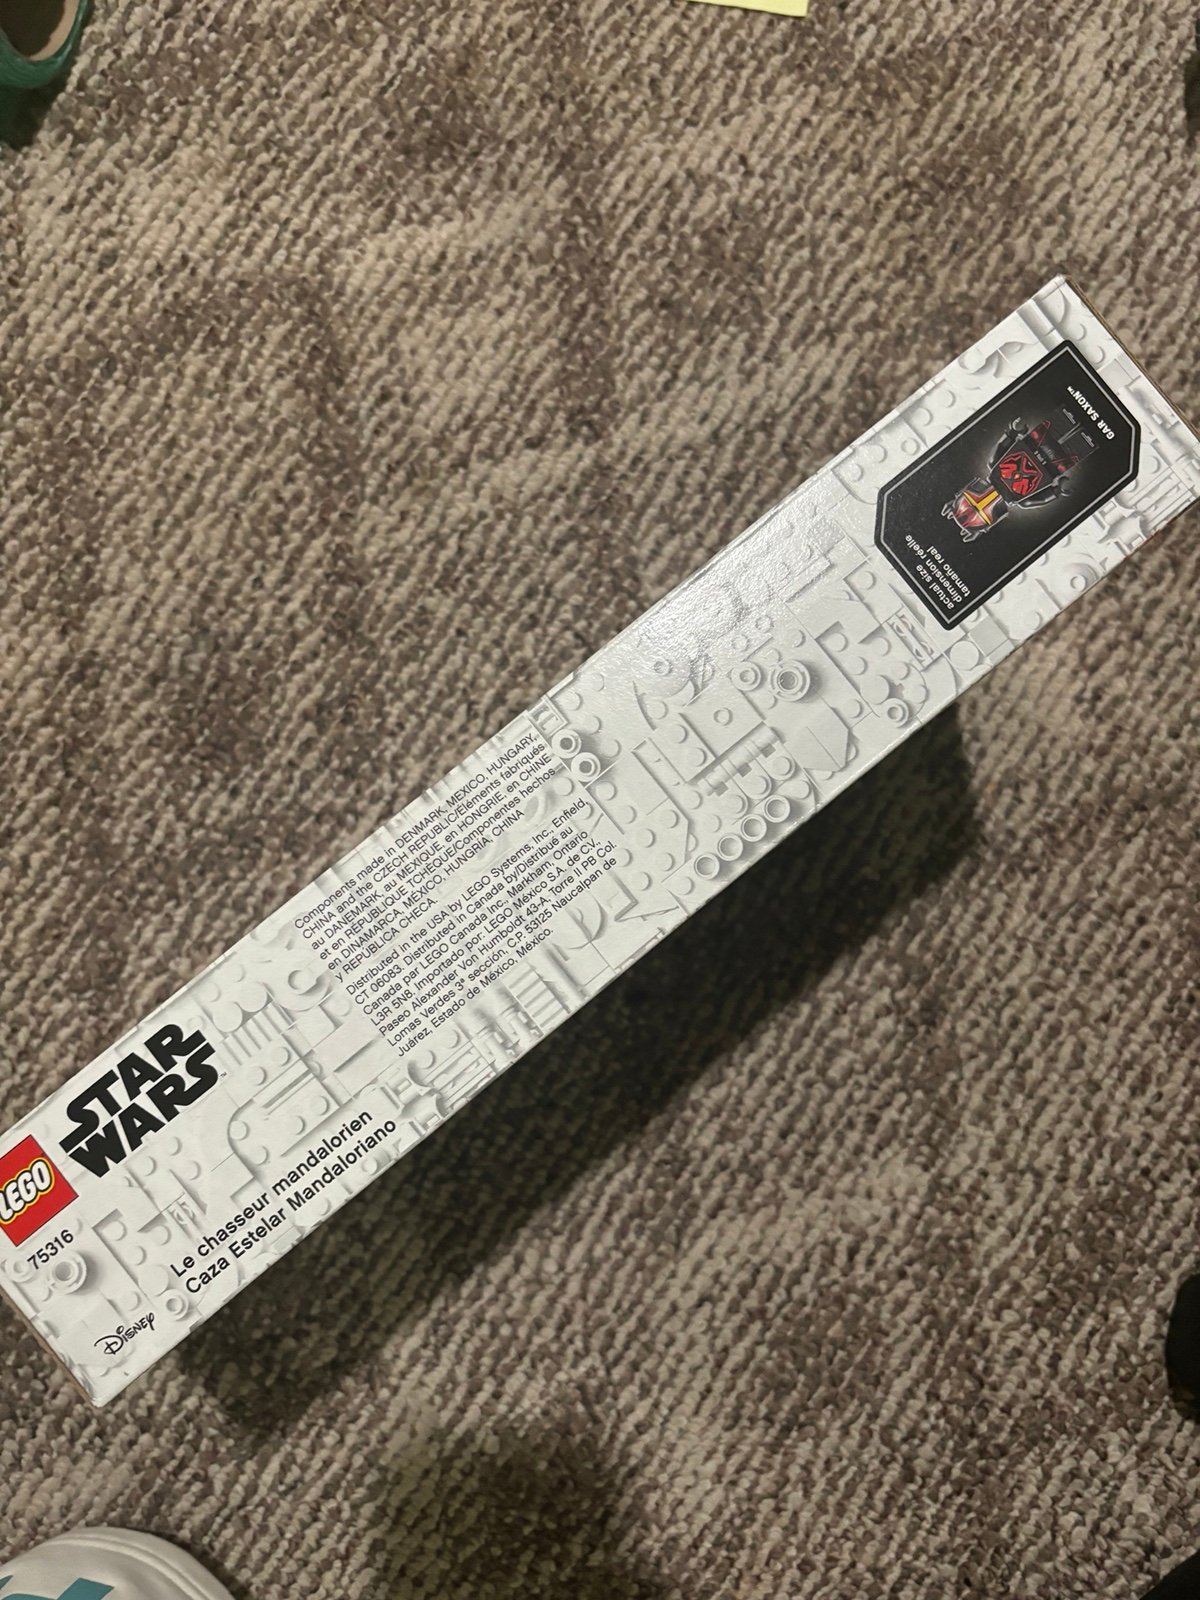 LEGO
STAR
WARS™
75316
Disney
Le chasseur mandalorien
Caza Estelar Mandaloriano
Components made in DENMARK, MEXICO, HUNGARY,
CHINA and the CZECH REPUBLIC/Éléments fabriqués
au DANEMARK, au MEXIQUE, en HONGRIE, en CHINE
et en RÉPUBLIQUE TCHÈQUE/Componentes hechos
en DINAMARCA, MÉXICO, HUNGRÍA, CHINA
y REPÚBLICA CHECA.
Distributed in the USA by LEGO Systems, Inc., Enfield,
CT 06083. Distributed in Canada by/Distribué au
Canada par LEGO Canada Inc., Markham, Ontario
L3R 5N8. Importado por: LEGO México S.A. de C.V.,
Paseo Alexander Von Humboldt 43-A, Torre II PB Col.
Lomas Verdes 3ª sección, C.P. 53125 Naucalpan de
Juárez, Estado de México, México.
GAR SAXON™
actual size
dimension réelle
tamaño real